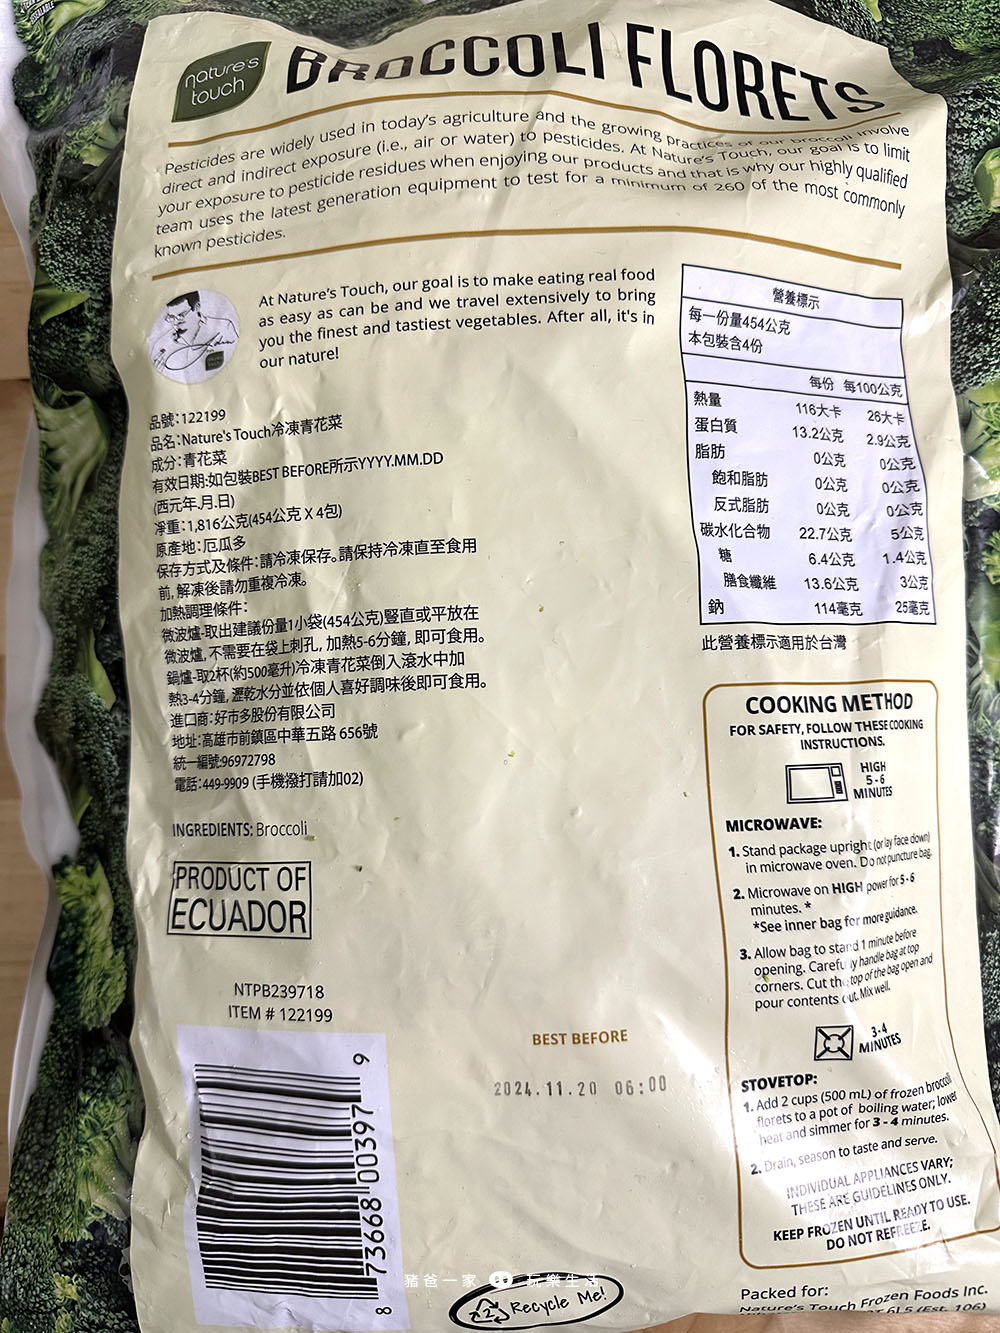 nature's
touch
BROCCOLI FLORETS
Pesticides are widely used in today's agriculture and the growing practices of our broccoli involve
direct and indirect exposure (i.e., air or water) to pesticides. At Nature's Touch, our goal is to limit
your exposure to pesticide residues when enjoying our products and that is why our highly qualified
team uses the latest generation equipment to test for a minimum of 260 of the most commonly
known pesticides.
At Nature's Touch, our goal is to make eating real food
as easy as can be and we travel extensively to bring
you the finest and tastiest vegetables. After all, it's in
our nature!
品號:122199
品名:Nature's Touch冷凍青花菜
成分:青花菜
有效日期:如包裝BEST BEFORE所示YYYY.MM.DD
(西元年.月.日)
淨重:1,816公克(454公克 X 4包)
原產地:厄瓜多
保存方式及條件:請冷凍保存。請保持冷凍直至食用
前,解凍後請勿重複冷凍。
加熱調理條件:
微波爐-取出建議份量1小袋(454公克)豎直或平放在
微波爐,不需要在袋上刺孔,加熱5-6分鐘,即可食用。
鍋爐-取2杯(約500毫升)冷凍青花菜倒入滾水中加
熱3-4分鐘,瀝乾水分並依個人喜好調味後即可食用。
進口商:好市多股份有限公司
地址:高雄市前鎮區中華五路 656號
統一編號:96972798
電話:449-9909 (手機撥打請加02)
INGREDIENTS: Broccoli
PRODUCT OF
ECUADOR
NTPB239718
ITEM # 122199
8 73668 00397 9
營養標示
每一份量454公克
本包裝含4份
每份 每100公克
熱量 116大卡 26大卡
蛋白質 13.2公克 2.9公克
脂肪 0公克 0公克
飽和脂肪 0公克 0公克
反式脂肪 0公克 0公克
碳水化合物 22.7公克 5公克
糖 6.4公克 1.4公克
膳食纖維 13.6公克 3公克
鈉 114毫克 25毫克
此營養標示適用於台灣
COOKING METHOD
FOR SAFETY, FOLLOW THESE COOKING
INSTRUCTIONS.
HIGH
5-6
MINUTES
MICROWAVE:
1. Stand package upright (or lay face down)
in microwave oven. Do not puncture bag.
2. Microwave on HIGH power for 5-6
minutes. *
*See inner bag for more guidance.
3. Allow bag to stand 1 minute before
opening. Carefully handle bag at top
corners. Cut the top of the bag open and
pour contents out. Mix well.
3-4
MINUTES
STOVETOP:
1. Add 2 cups (500 mL) of frozen broccoli
florets to a pot of boiling water; lower
heat and simmer for 3 - 4 minutes.
2. Drain, season to taste and serve.
INDIVIDUAL APPLIANCES VARY;
THESE ARE GUIDELINES ONLY.
KEEP FROZEN UNTIL READY TO USE.
DO NOT REFREEZE.
BEST BEFORE
2024.11.20 06:00
Packed for:
Nature's Touch Frozen Foods Inc.
6L5 (Est. 106)
Recycle Me!
豬爸一家 玩樂生活